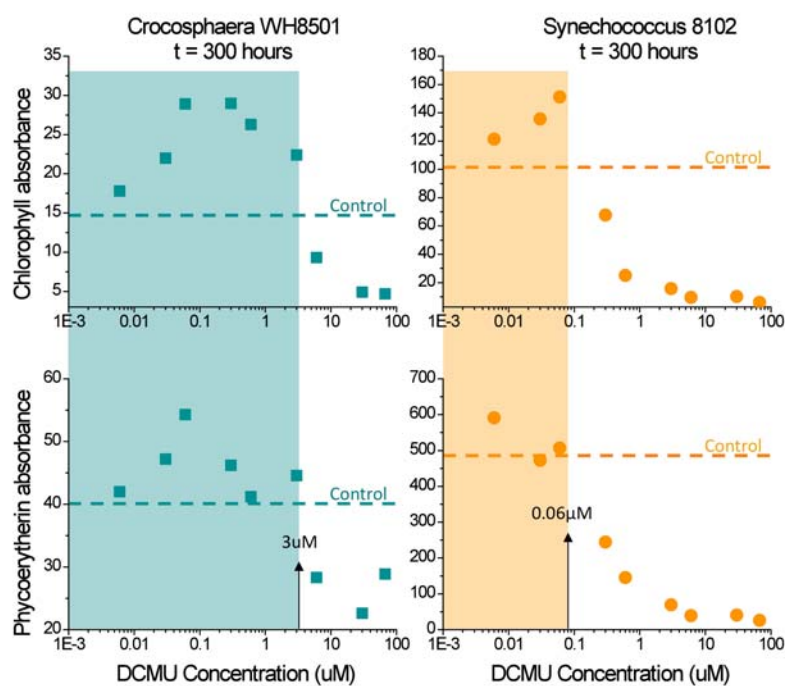 Crocosphaera WH8501
t = 300 hours
Synechococcus 8102
t = 300 hours
Chlorophyll absorbance
35
30
25
20
15
10
5
Control
1E-3 0.01 0.1 1 10 100
180
160
140
120
100
80
60
40
20
Control
1E-3 0.01 0.1 1 10 100
Phycoerytherin absorbance
60
50
40
30
20
Control
3uM
1E-3 0.01 0.1 1 10 100
DCMU Concentration (uM)
700
600
500
400
300
200
100
0
Control
0.06μM
1E-3 0.01 0.1 1 10 100
DCMU Concentration (uM)